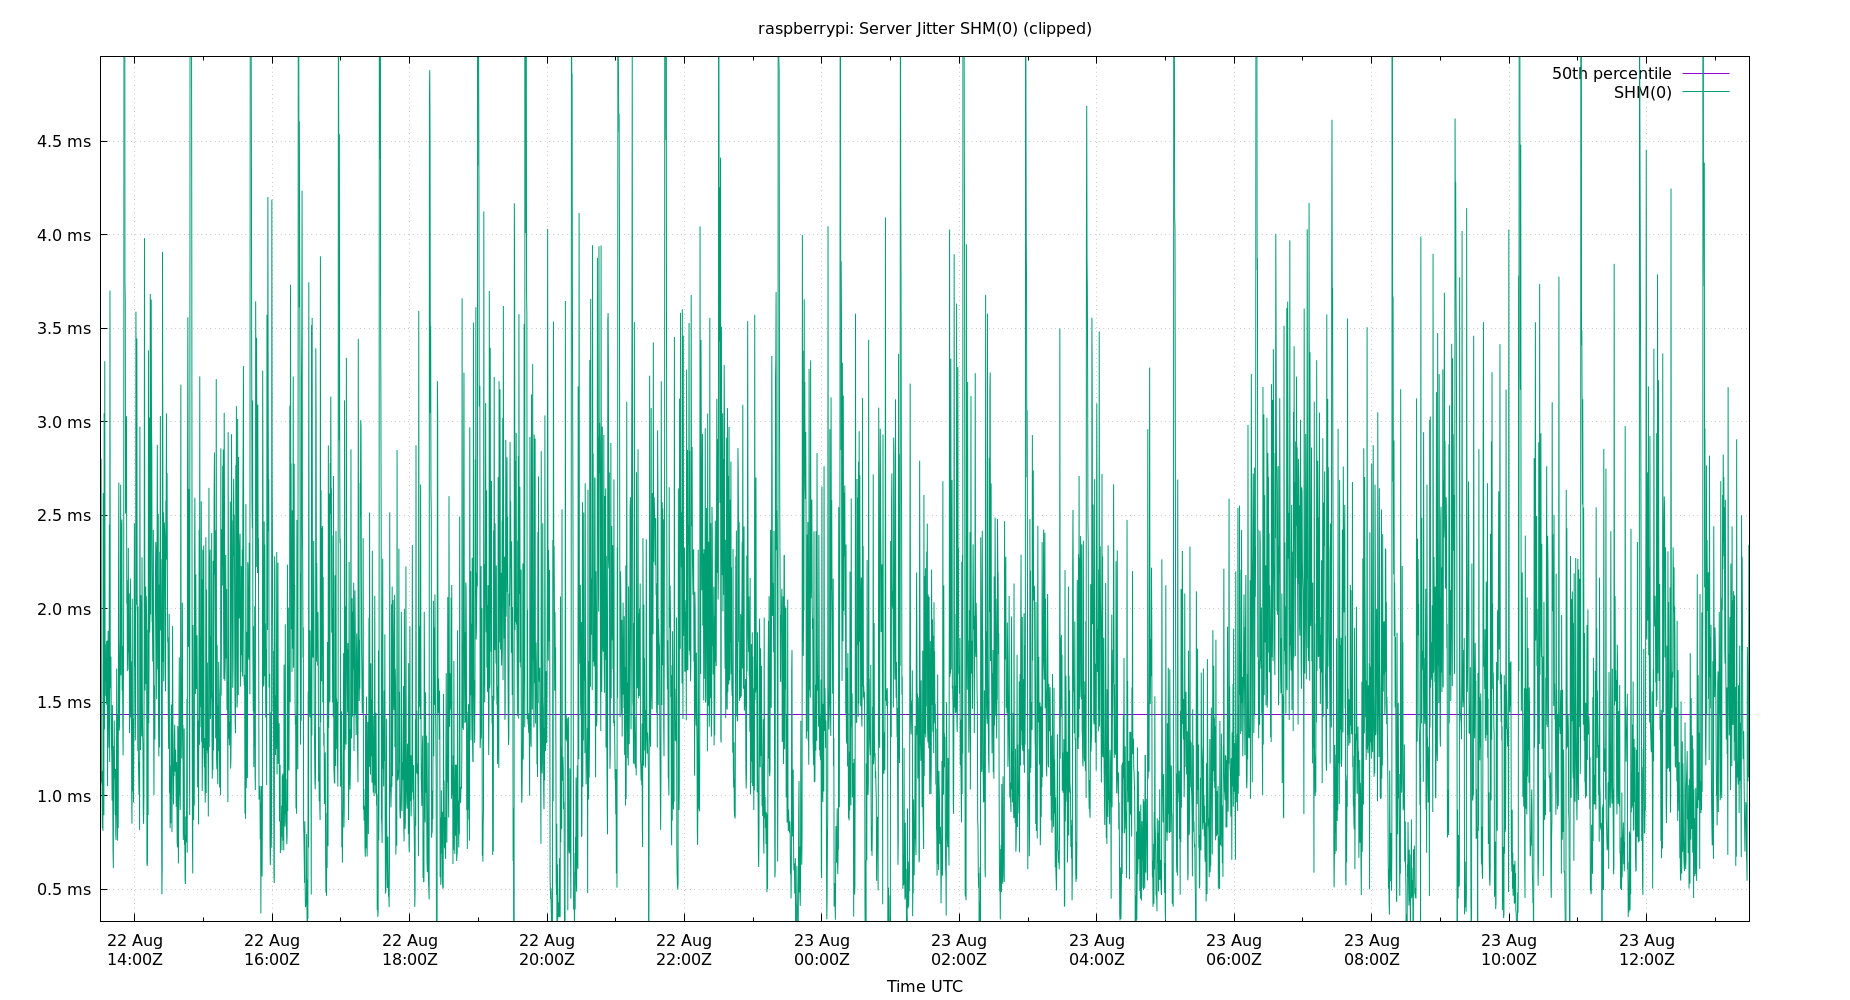 raspberrypi: Server Jitter SHM(0) (clipped)
50th percentile
SHM(0)
4.5 ms
4.0 ms
3.5 ms
3.0 ms
2.5 ms
2.0 ms
1.5 ms
1.0 ms
0.5 ms
22 Aug 22 Aug 22 Aug 22 Aug 22 Aug 23 Aug 23 Aug 23 Aug 23 Aug 23 Aug 23 Aug 23 Aug
14:00Z 16:00Z 18:00Z 20:00Z 22:00Z 00:00Z 02:00Z 04:00Z 06:00Z 08:00Z 10:00Z 12:00Z
Time UTC